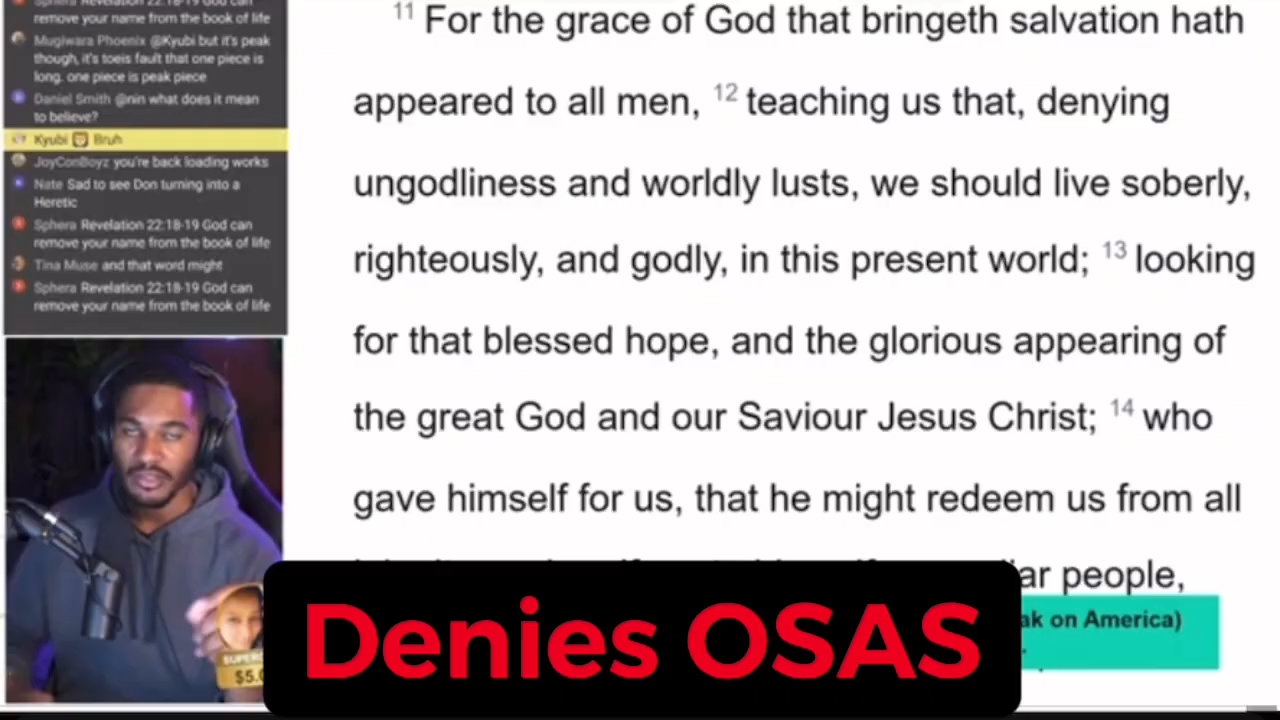 remove your name from the book of life
Mugiwara Phoenix @Kyubi but it's peak
though, it's toeis fault that one piece is
long. one piece is peak piece
Daniel Smith @nin what does it mean
to believe?
Kyubi Bruh
JoyConBoyz you're back loading works
Nate Sad to see Don turning into a
Heretic
Sphera Revelation 22:18-19 God can
remove your name from the book of life
Tina Muse and that word might
Sphera Revelation 22:18-19 God can
remove your name from the book of life
11 For the grace of God that bringeth salvation hath
appeared to all men, 12 teaching us that, denying
ungodliness and worldly lusts, we should live soberly,
righteously, and godly, in this present world; 13 looking
for that blessed hope, and the glorious appearing of
the great God and our Saviour Jesus Christ; 14 who
gave himself for us, that he might redeem us from all
people,
on America)
Denies OSAS